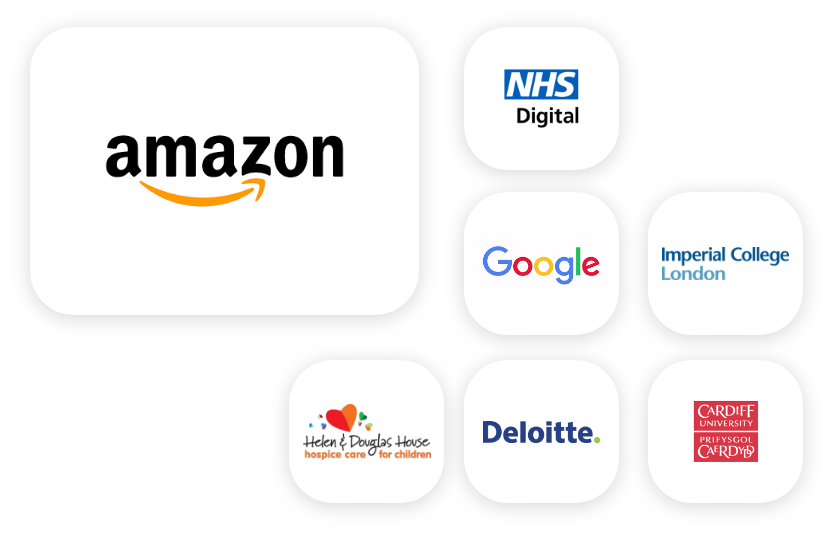 amazon
NHS
Digital
Google
Imperial College
London
Helen & Douglas House
hospice care for children
Deloitte.
CARDIFF
UNIVERSITY
PRIFYSGOL
CAERDYDD